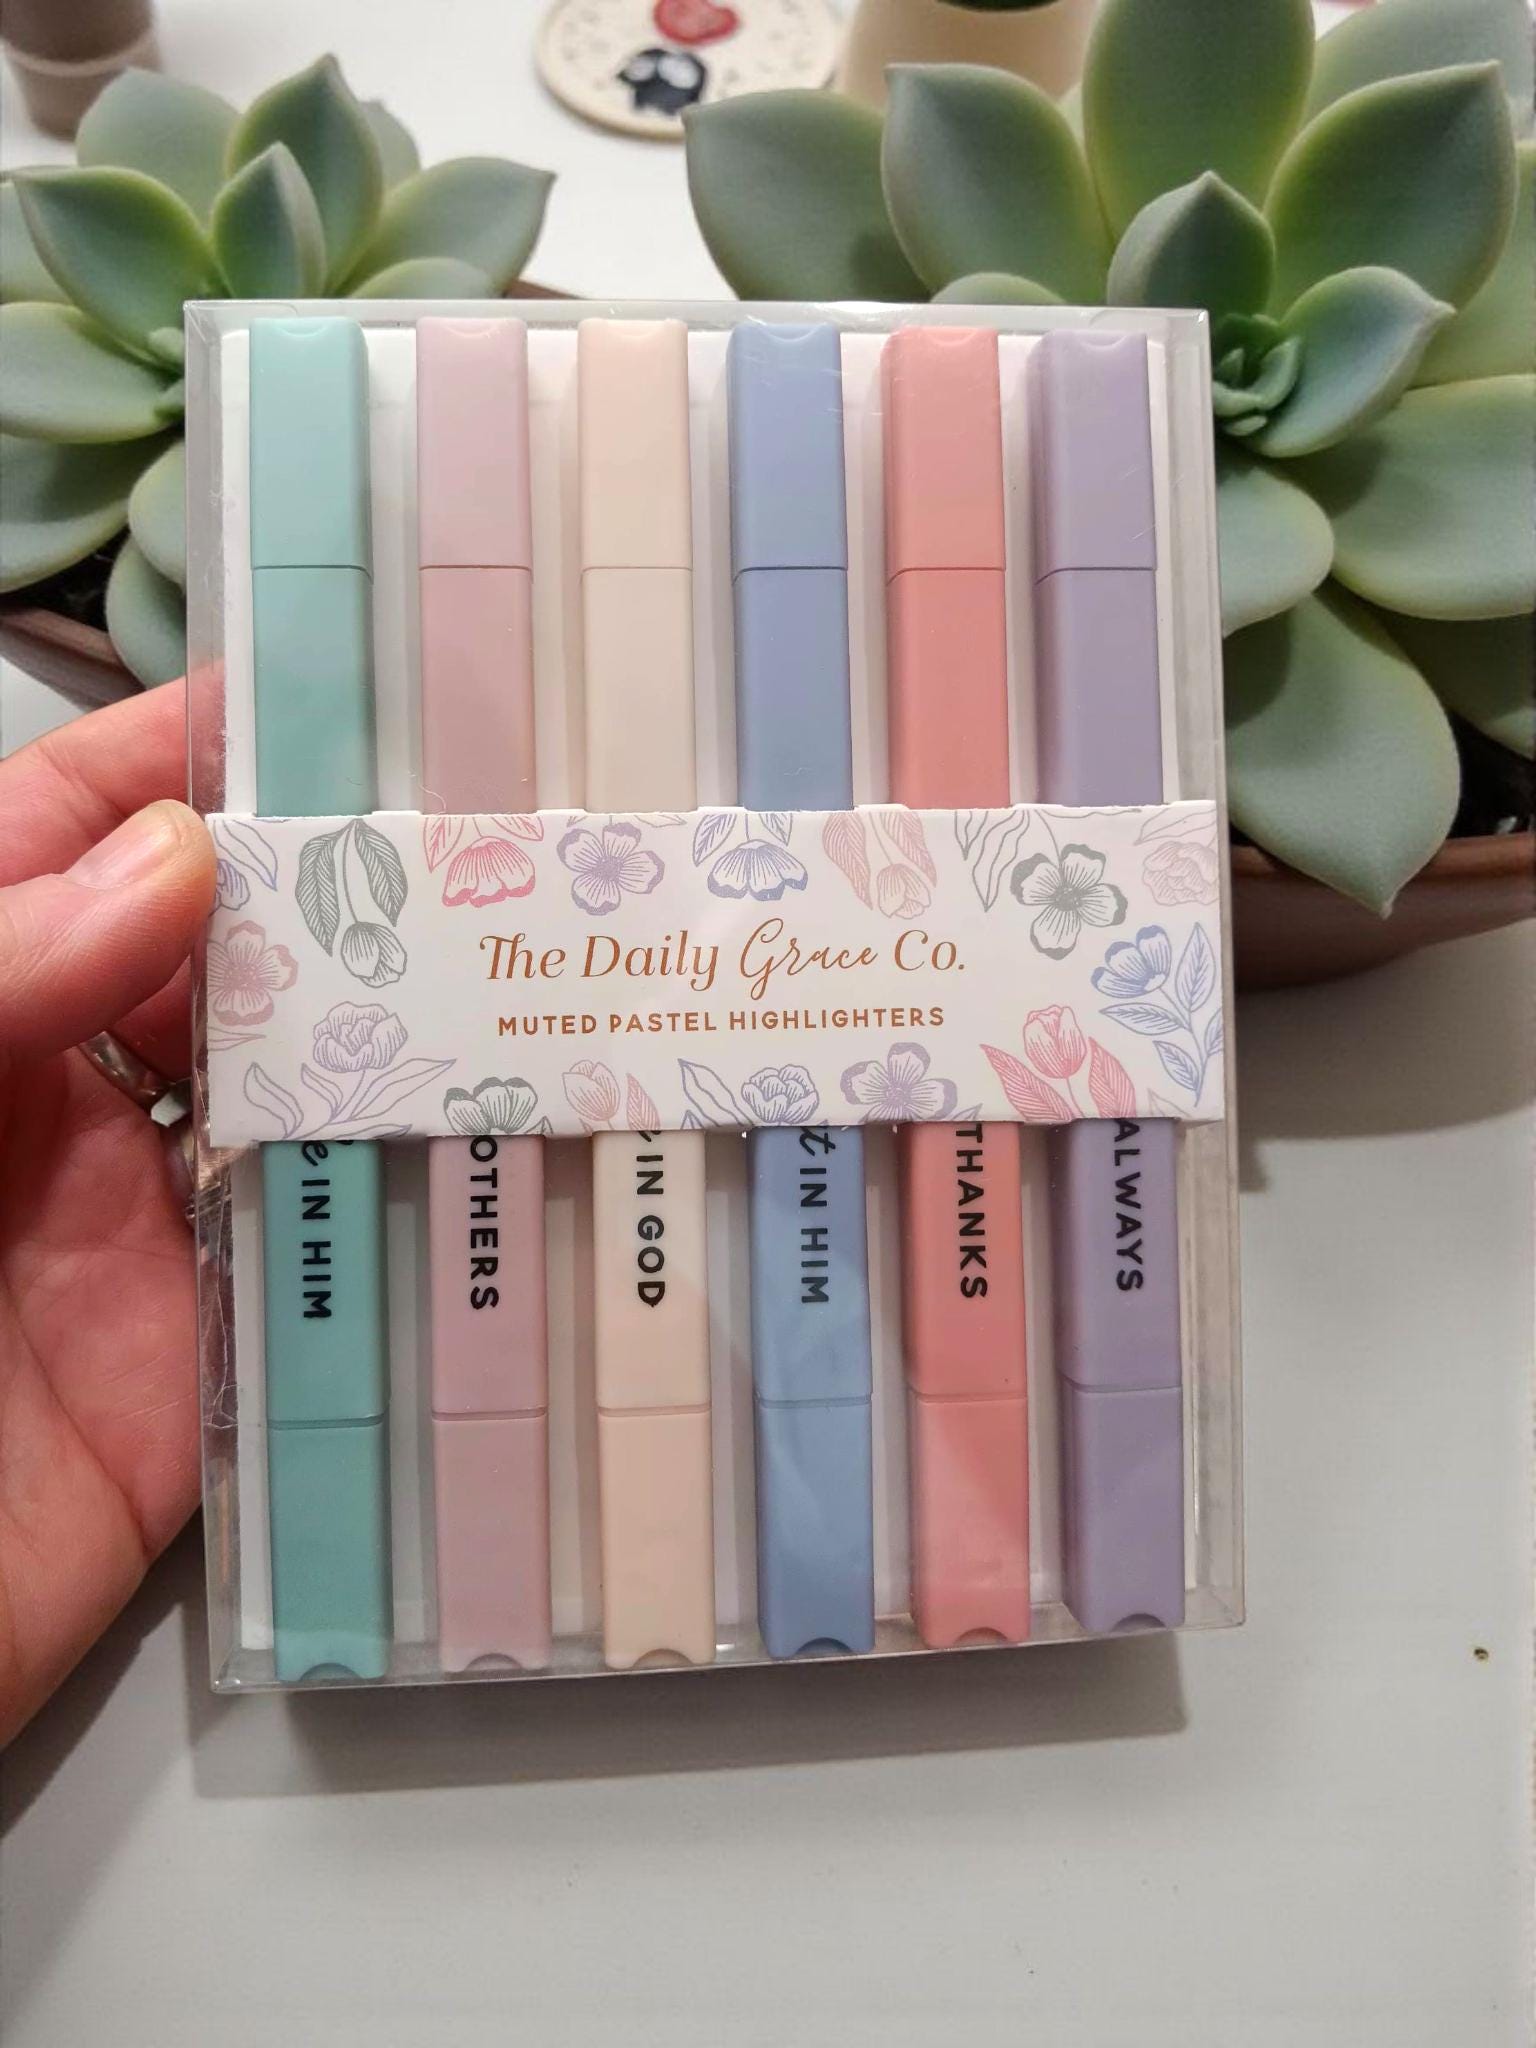 The Daily Grace Co.
MUTED PASTEL HIGHLIGHTERS
IN HIM
OTHERS
IN GOD
IN HIM
THANKS
ALWAYS